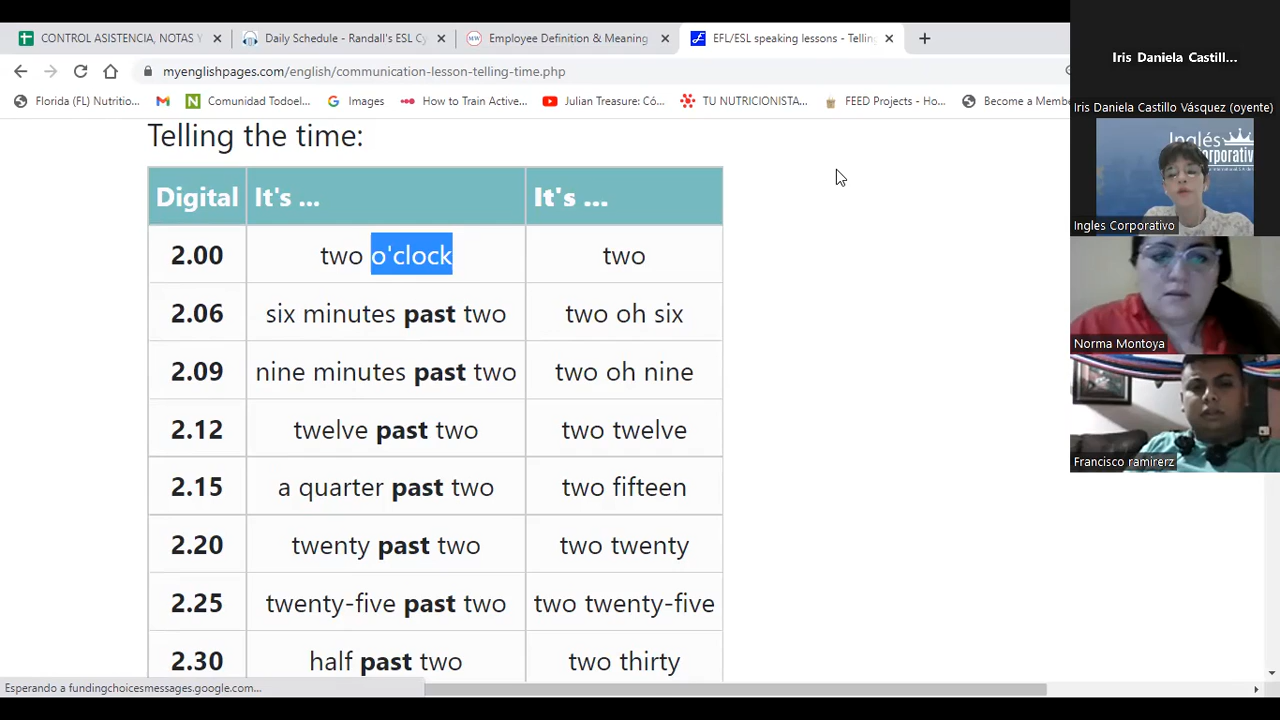 CONTROL ASISTENCIA, NOTAS Y
Daily Schedule - Randall's ESL Cy
Employee Definition & Meaning
EFL/ESL speaking lessons - Tellin
myenglishpages.com/english/communication-lesson-telling-time.php
Florida (FL) Nutritio...
Comunidad Todoel...
Images
How to Train Active...
Julian Treasure: Có...
TU NUTRICIONISTA...
FEED Projects - Ho...
Become a Membe
Telling the time:
Digital It's ... It's ...
2.00 two o'clock two
2.06 six minutes past two two oh six
2.09 nine minutes past two two oh nine
2.12 twelve past two two twelve
2.15 a quarter past two two fifteen
2.20 twenty past two two twenty
2.25 twenty-five past two two twenty-five
2.30 half past two two thirty
Esperando a fundingchoicesmessages.google.com...
Iris Daniela Castill...
Iris Daniela Castillo Vásquez (oyente)
Inglés
Corporativ
Ingles Corporativo
Norma Montoya
Francisco ramirerz